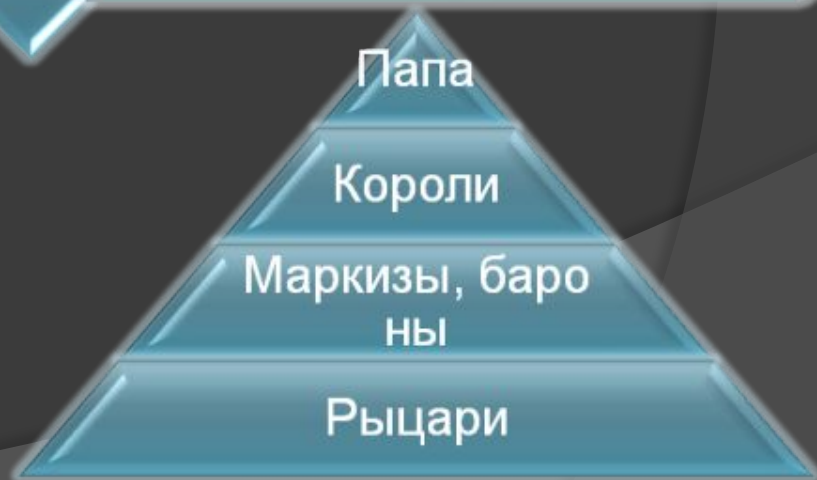 Папа
Короли
Маркизы, баро
ны
Рыцари